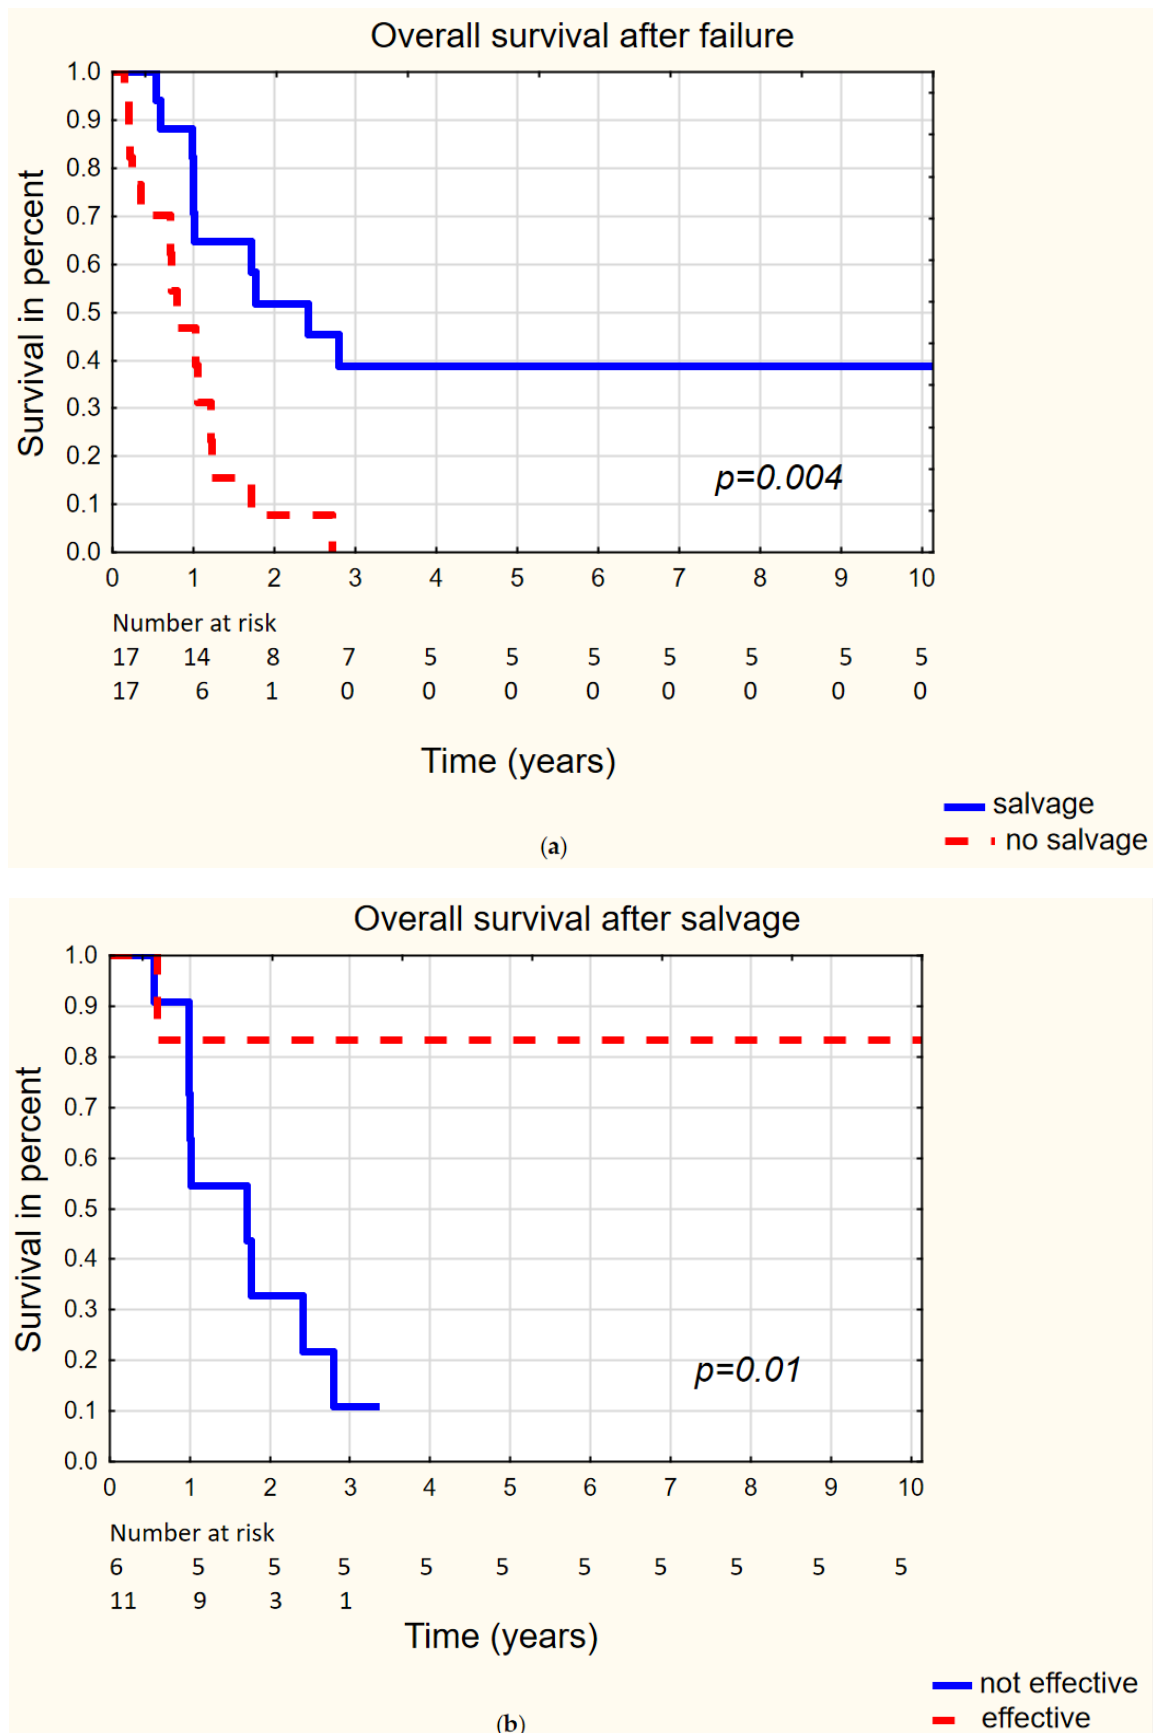 Overall survival after failure
Survival in percent
1.0
0.9
0.8
0.7
0.6
0.5
0.4
0.3
0.2
0.1
0.0
p=0.004
0 1 2 3 4 5 6 7 8 9 10
Number at risk
17 14 8 7 5 5 5 5 5 5 5
17 6 1 0 0 0 0 0 0 0 0
Time (years)
salvage
no salvage
(a)
Overall survival after salvage
Survival in percent
1.0
0.9
0.8
0.7
0.6
0.5
0.4
0.3
0.2
0.1
0.0
p=0.01
0 1 2 3 4 5 6 7 8 9 10
Number at risk
6 5 5 5 5 5 5 5 5 5 5
11 9 3 1
Time (years)
not effective
effective
(b)